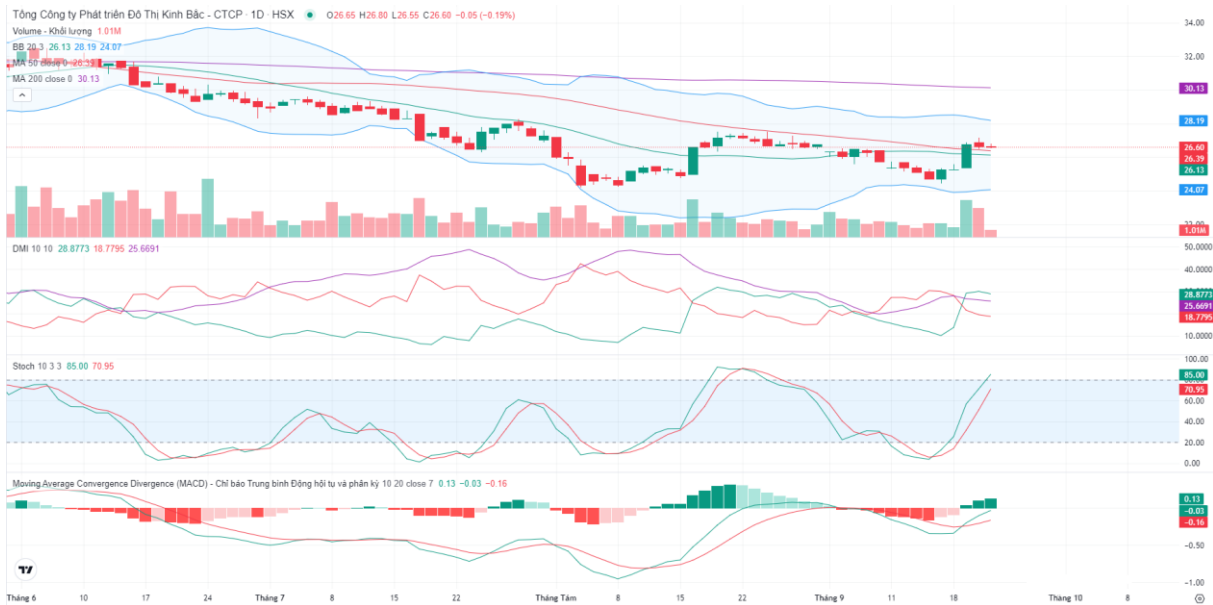 Tổng Công ty Phát triển Đô Thị Kinh Bắc - CTCP · 1D · HSX O26.65 H26.80 L26.55 C26.60 −0.05 (−0.19%)
Volume - Khối lượng 1.01M
BB 20 3 26.13 28.19 24.07
MA 50 close 0 26.39
MA 200 close 0 30.13
34.00
32.00
30.13
28.19
26.60
26.39
26.13
24.07
1.01M
DMI 10 10 28.8773 18.7795 25.6691
50.0000
40.0000
28.8773
25.6691
18.7795
10.0000
Stoch 10 3 3 85.00 70.95
100.00
85.00
70.95
60.00
40.00
20.00
0.00
Moving Average Convergence Divergence (MACD) - Chỉ báo Trung bình Động hội tụ và phân kỳ 10 20 close 7 0.13 −0.03 −0.16
0.13
−0.03
−0.16
−0.50
−1.00
Tháng 6 10 17 24 Tháng 7 8 15 22 Tháng Tám 8 15 22 Tháng 9 11 18 Tháng 10 8